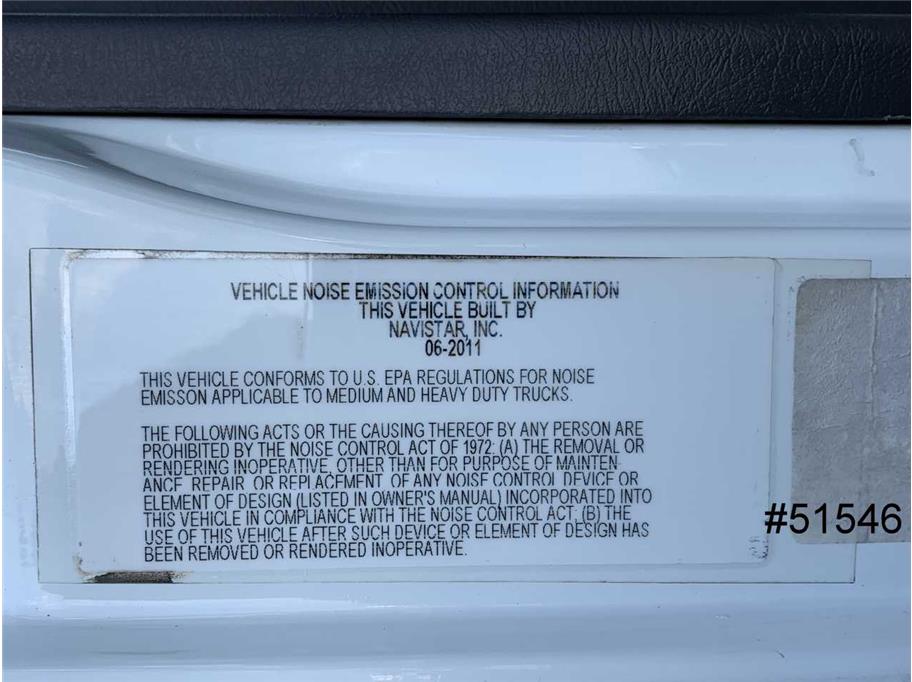 VEHICLE NOISE EMISSION CONTROL INFORMATION
THIS VEHICLE BUILT BY
NAVISTAR, INC.
06-2011
THIS VEHICLE CONFORMS TO U.S. EPA REGULATIONS FOR NOISE
EMISSON APPLICABLE TO MEDIUM AND HEAVY DUTY TRUCKS.
THE FOLLOWING ACTS OR THE CAUSING THEREOF BY ANY PERSON ARE
PROHIBITED BY THE NOISE CONTROL ACT OF 1972: (A) THE REMOVAL OR
RENDERING INOPERATIVE, OTHER THAN FOR PURPOSE OF MAINTEN-
ANCE, REPAIR, OR REPLACEMENT, OF ANY NOISE CONTROL DEVICE OR
ELEMENT OF DESIGN (LISTED IN OWNER'S MANUAL) INCORPORATED INTO
THIS VEHICLE IN COMPLIANCE WITH THE NOISE CONTROL ACT, (B) THE
USE OF THIS VEHICLE AFTER SUCH DEVICE OR ELEMENT OF DESIGN HAS
BEEN REMOVED OR RENDERED INOPERATIVE.
#51546